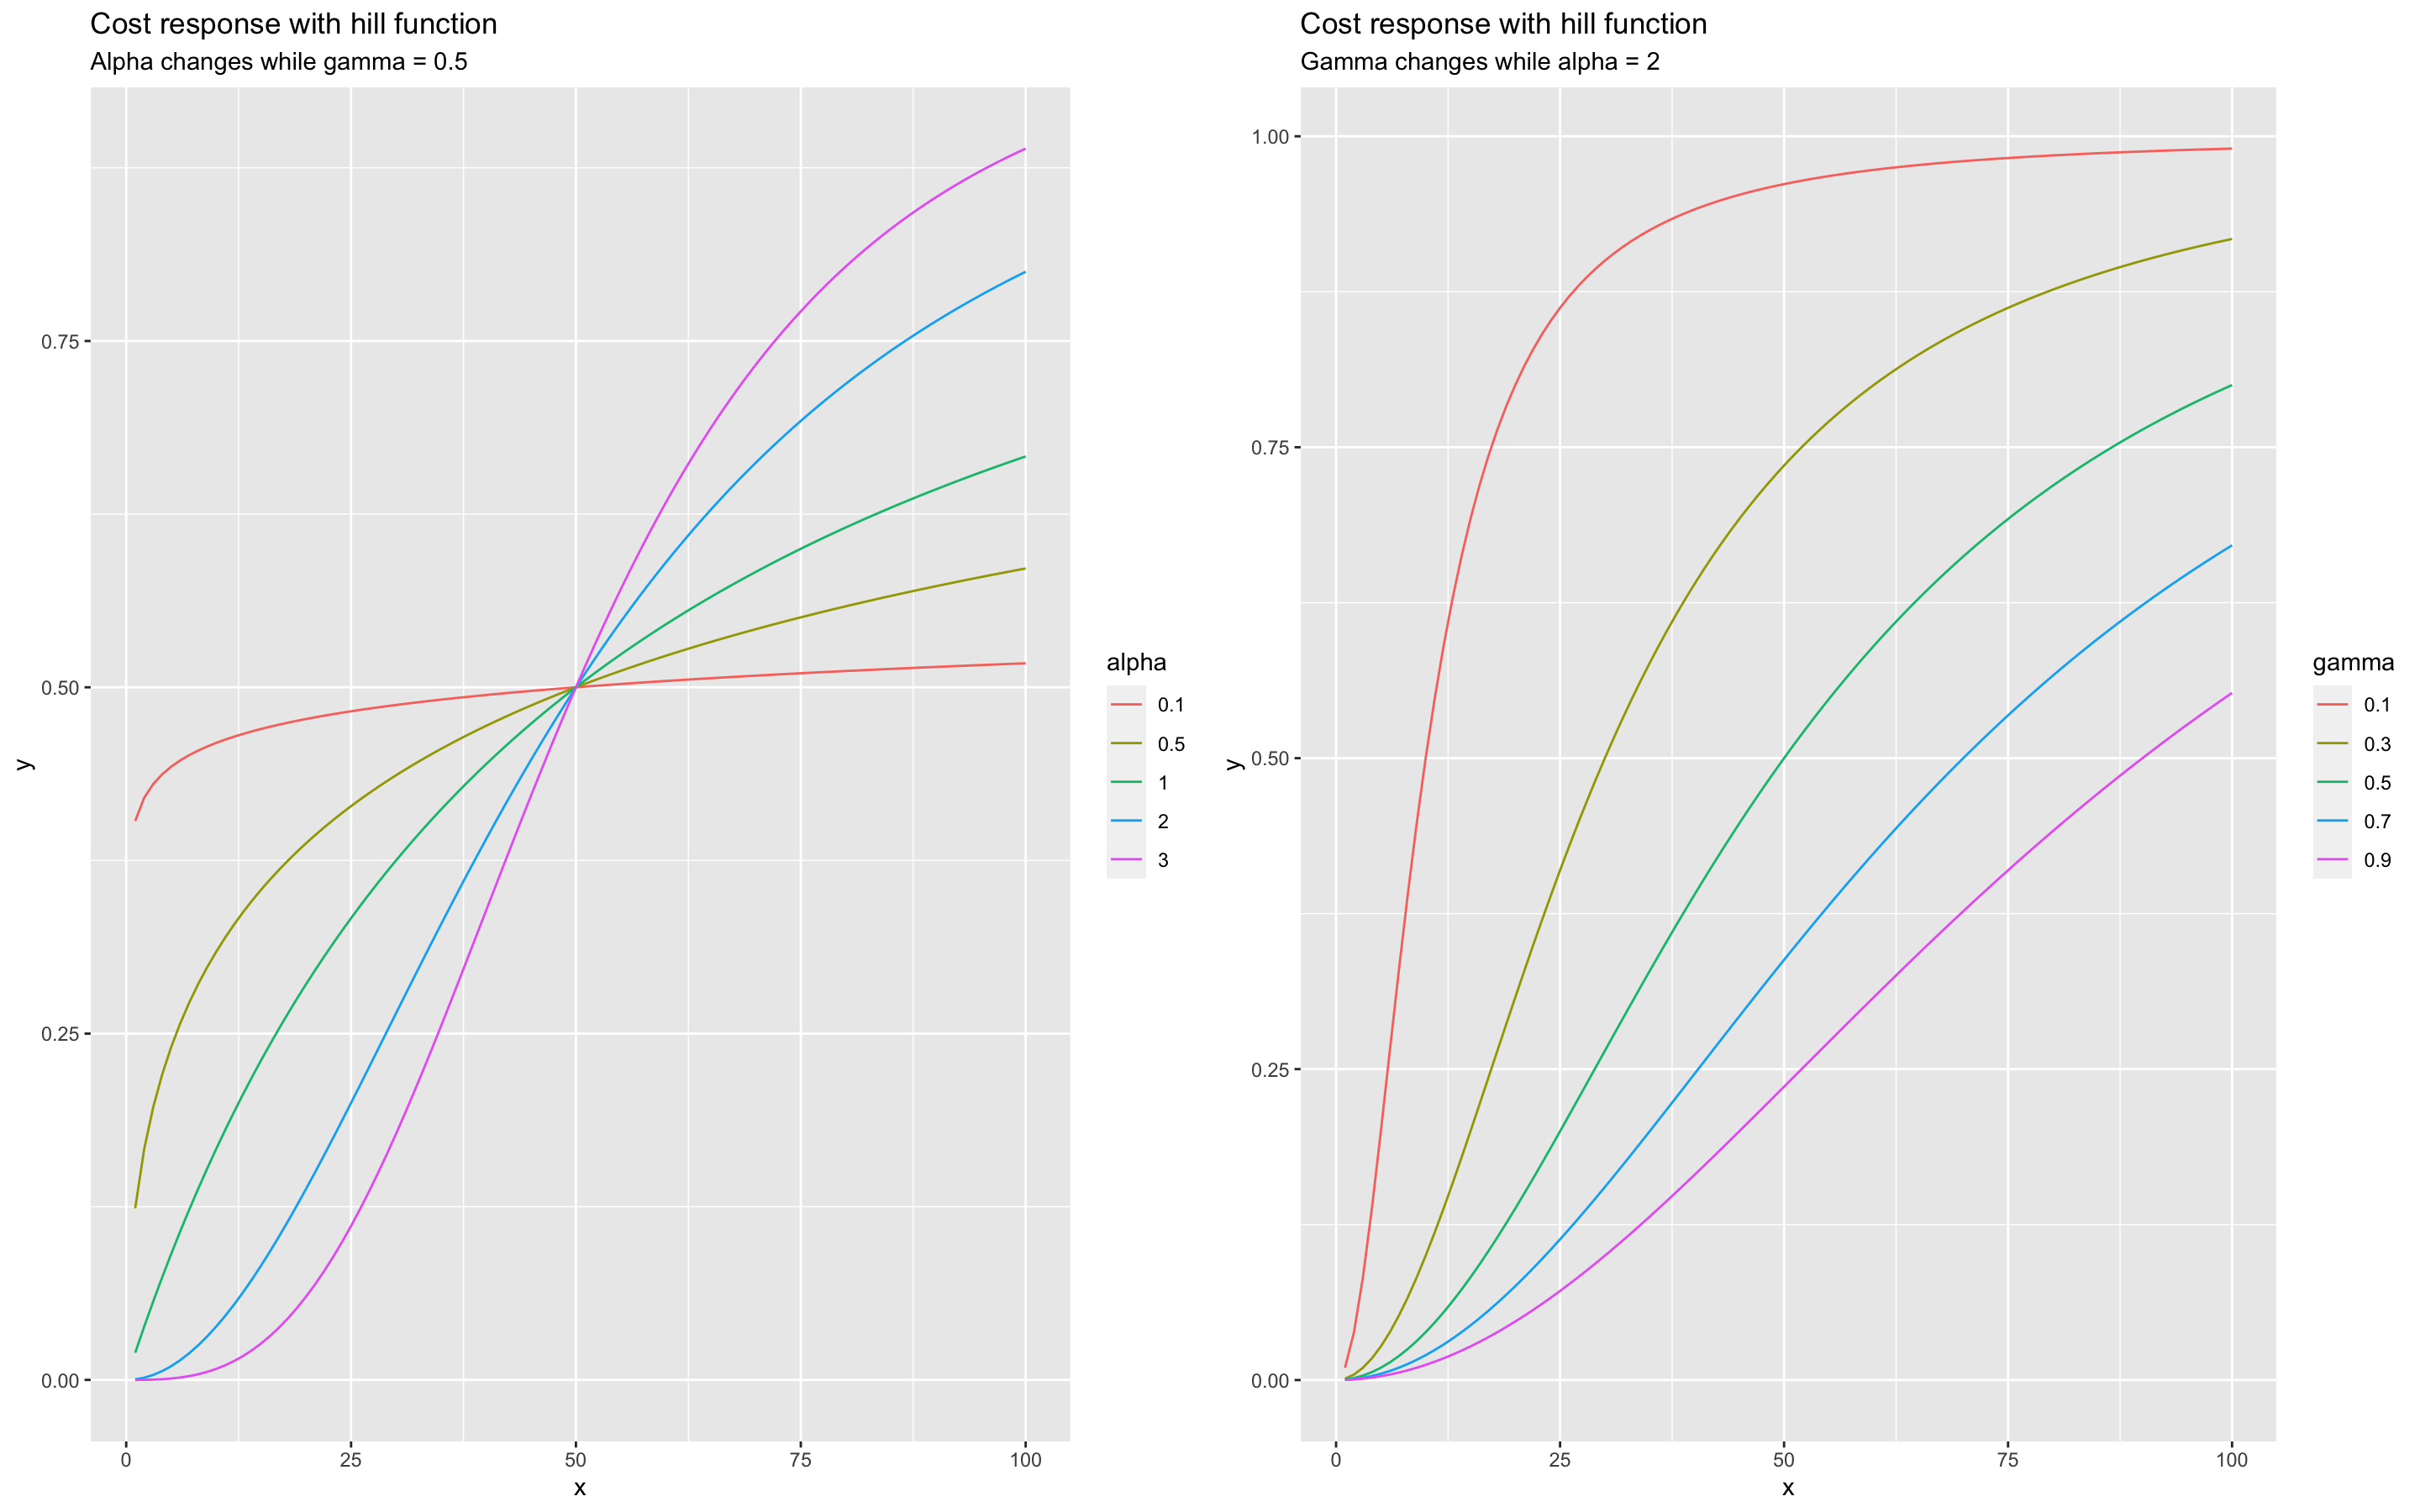 Cost response with hill function
Alpha changes while gamma = 0.5
y
0.75
0.50
0.25
0.00
0
25
50
75
100
x
alpha
0.1
0.5
1
2
3
Cost response with hill function
Gamma changes while alpha = 2
y
1.00
0.75
0.50
0.25
0.00
0
25
50
75
100
x
gamma
0.1
0.3
0.5
0.7
0.9